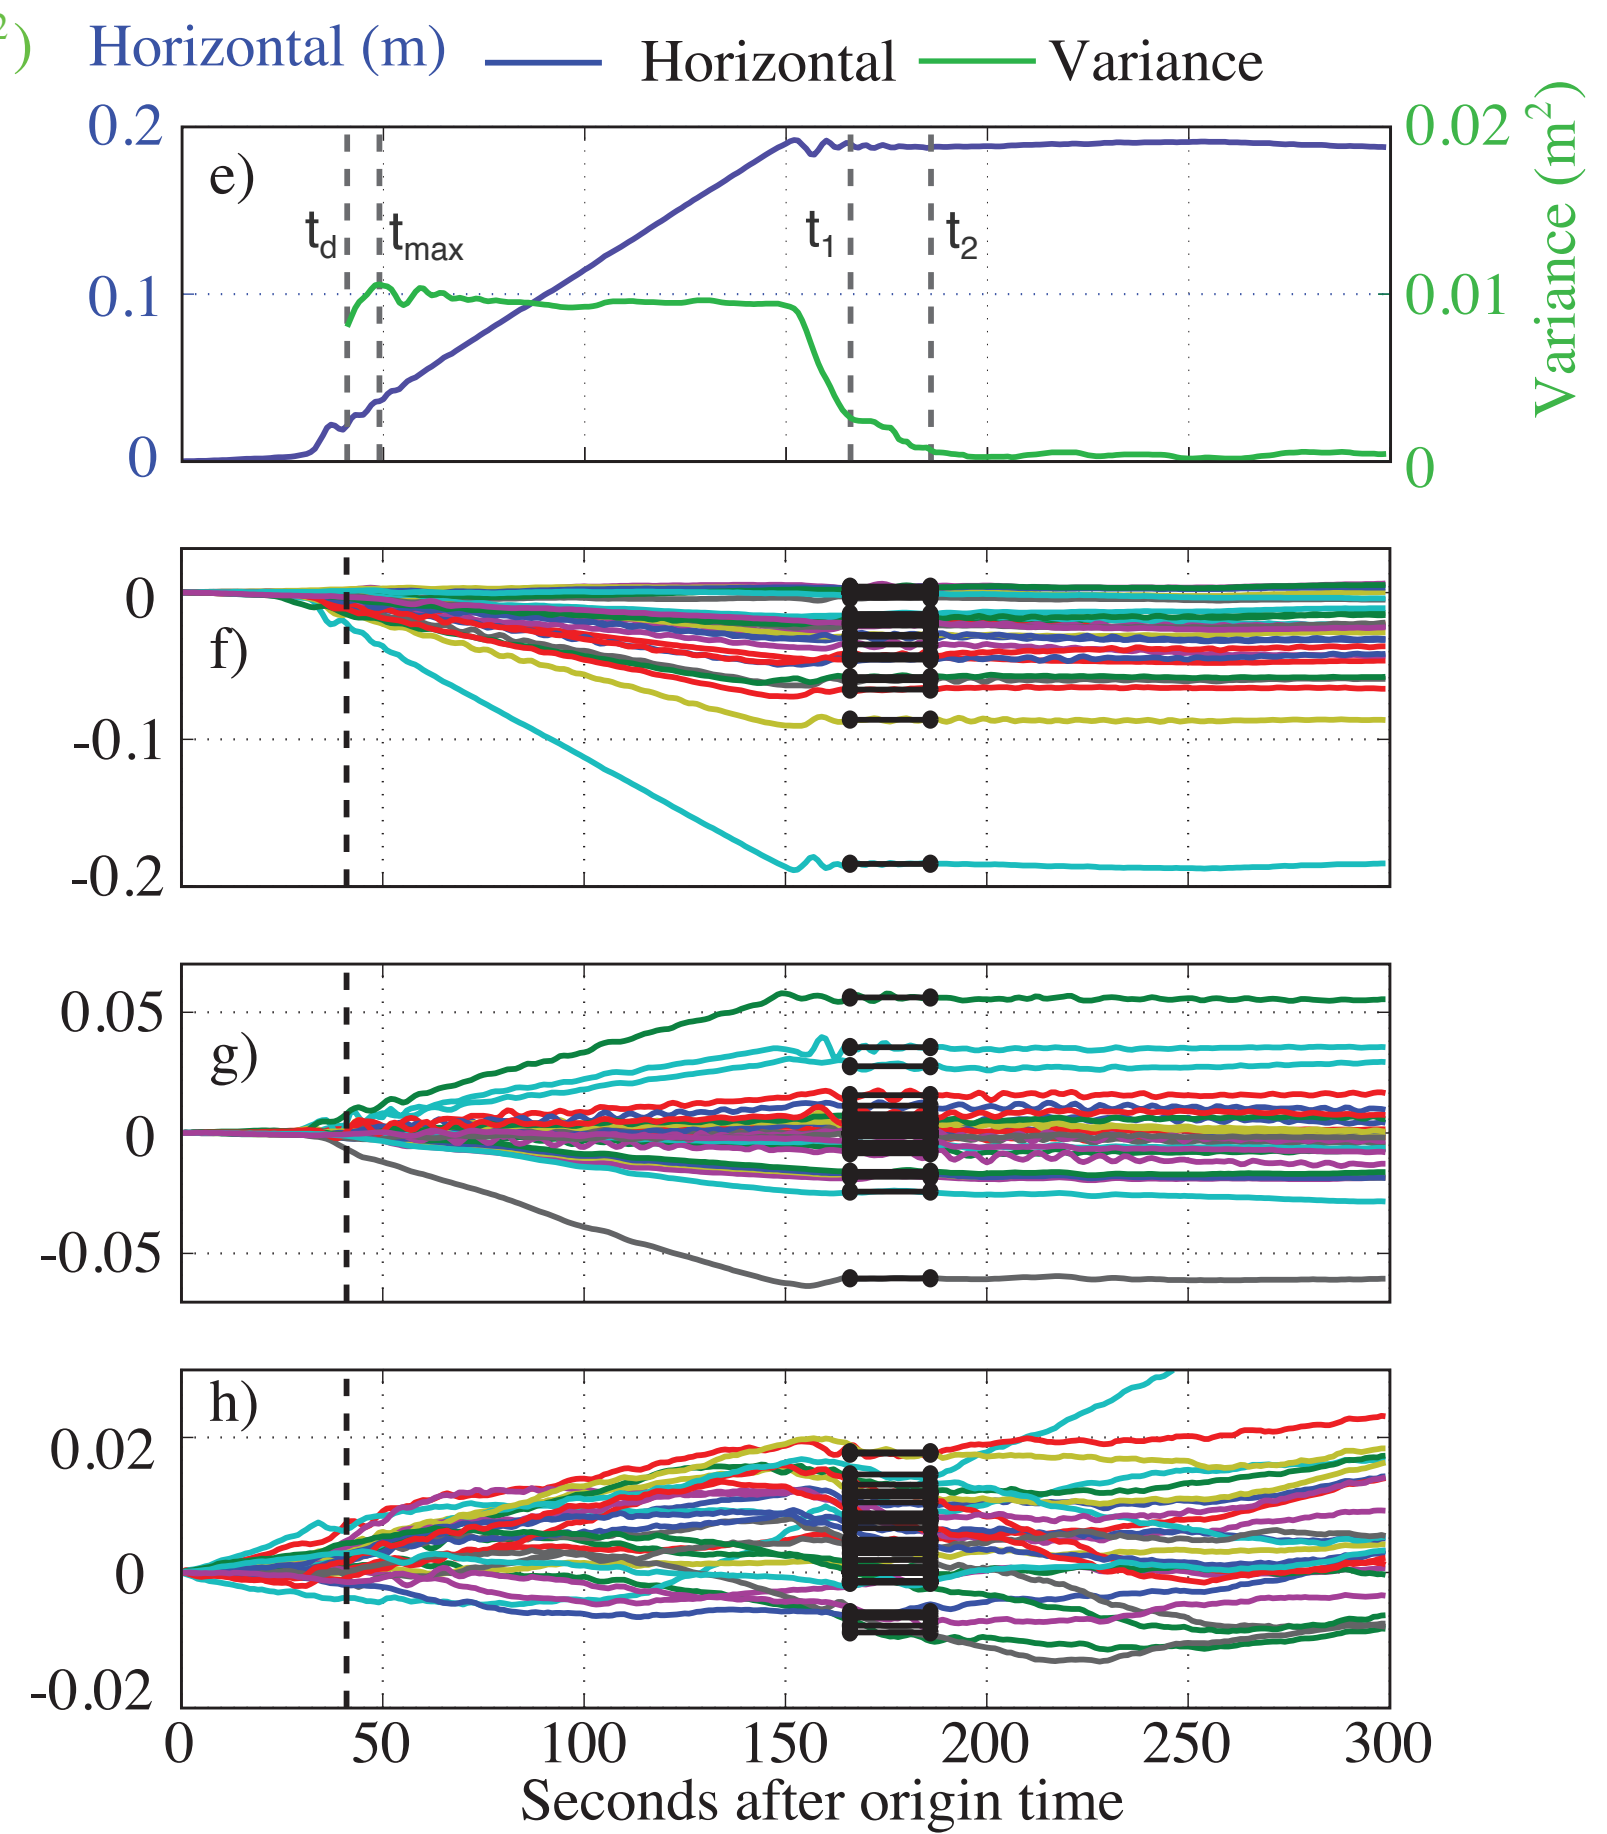 ²)
Horizontal (m)
Horizontal
Variance
0.2
0.02
e)
t_d
t_max
t_1
t_2
0.1
0.01
Variance (m²)
0
0
0
f)
-0.1
-0.2
0.05
g)
0
-0.05
h)
0.02
0
-0.02
0 50 100 150 200 250 300
Seconds after origin time